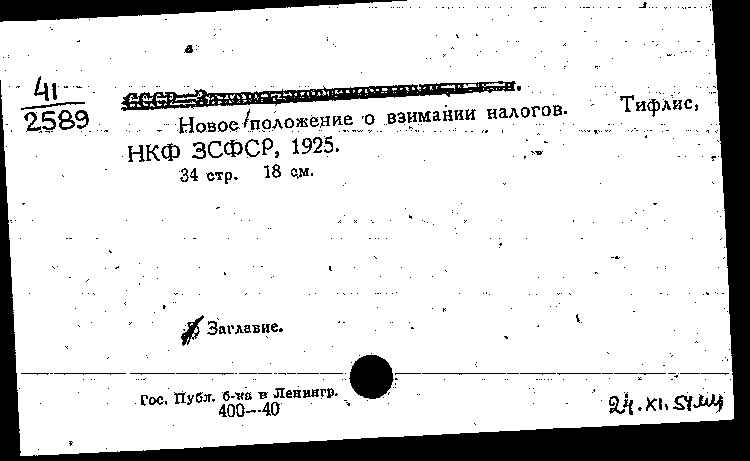 41
2589
СССР.
Новое положение о взимании налогов. Тифлис,
НКФ ЗСФСР, 1925.
34 стр. 18 см.
Заглавие.
Гос. Публ. б-ка в Ленингр.
400—40
24.XI.54